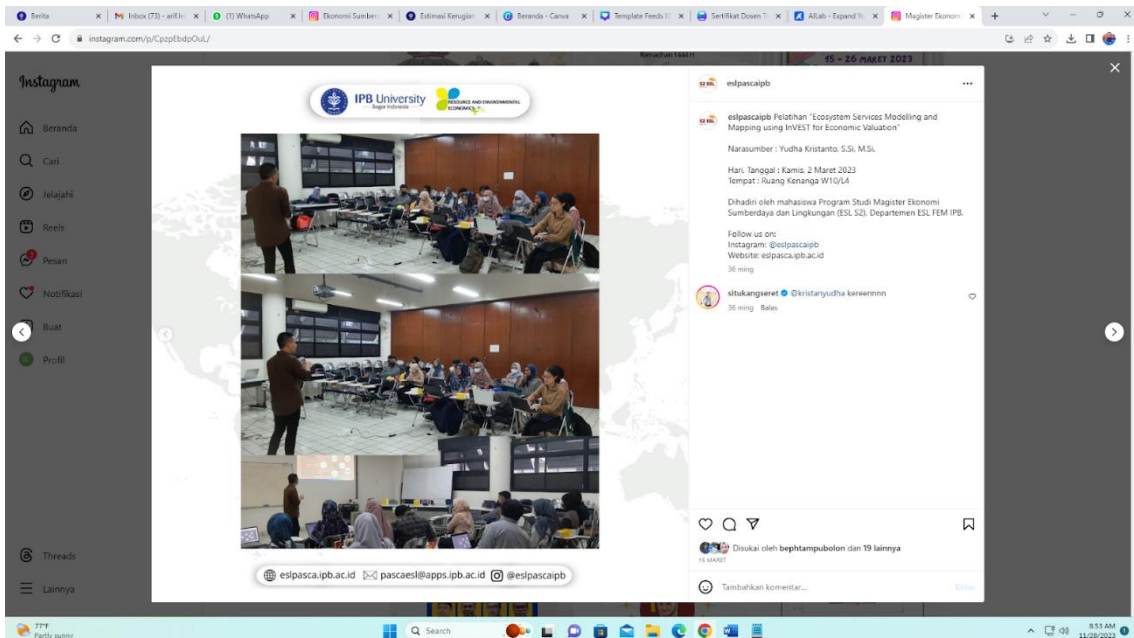 Berita
Inbox (73) - arif.
(1) WhatsApp
Ekonomi Sumber
Estimasi Kerugian
Beranda - Canva
Template Feeds
Sertifikat Dosen
AILab - Expand
Magister Ekonom
instagram.com/p/CpzpEbdpOuL/
Ramadhan 1444 H
15 - 26 MARET 2023
Instagram
Beranda
Cari
Jelajahi
Reels
Pesan
Notifikasi
Buat
Profil
Threads
Lainnya
IPB University
Bogor Indonesia
RESOURCE AND ENVIRONMENTAL
ECONOMICS
eslpasca.ipb.ac.id pascaesl@apps.ipb.ac.id @eslpascaipb
eslpascaipb
eslpascaipb Pelatihan "Ecosystem Services Modelling and
Mapping using InVEST for Economic Valuation"
Narasumber : Yudha Kristanto, S.Si, M.Si.
Hari, Tanggal : Kamis, 2 Maret 2023
Tempat : Ruang Kenanga W10/L4
Dihadiri oleh mahasiswa Program Studi Magister Ekonomi
Sumberdaya dan Lingkungan (ESL S2), Departemen ESL FEM IPB.
Follow us on:
Instagram: @eslpascaipb
Website: eslpasca.ipb.ac.id
36 ming
situkangseret @kristanyudha kereennnn
36 ming Balas
Disukai oleh bephtampubolon dan 19 lainnya
Tambahkan komentar...
Kirim
77°F
Partly sunny
Search
8:53 AM
11/28/2023